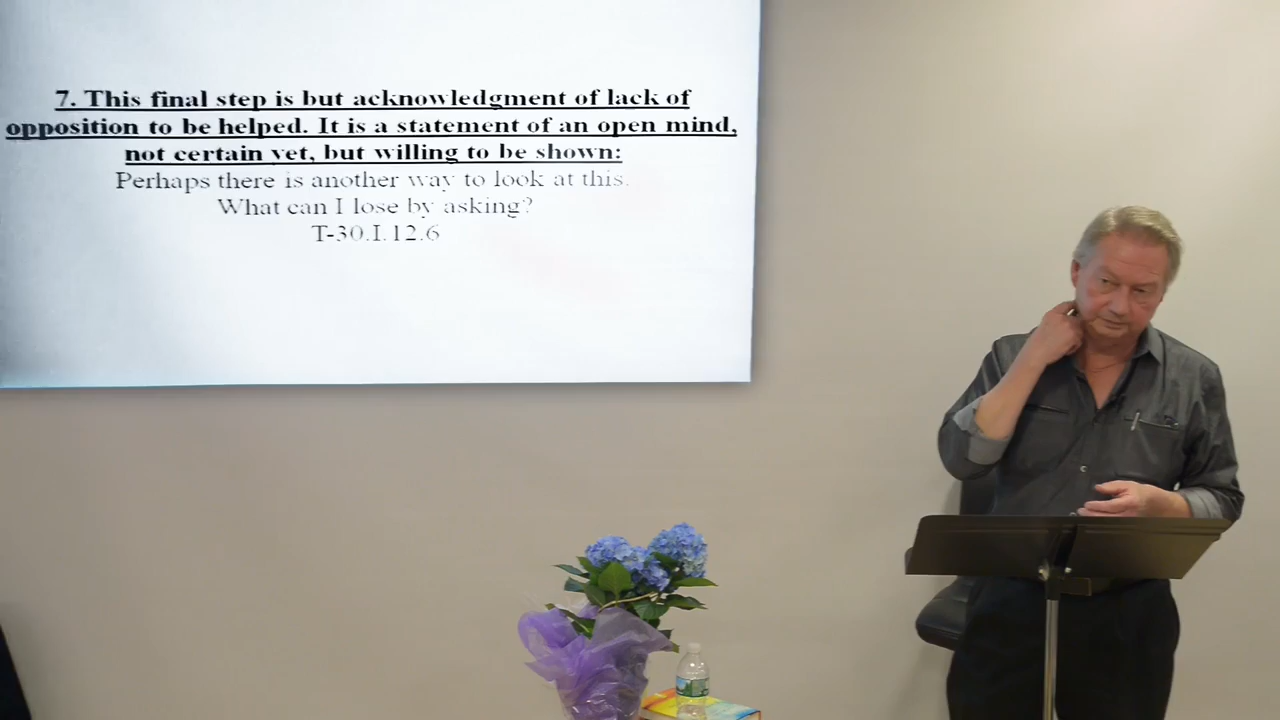 7. This final step is but acknowledgment of lack of
opposition to be helped. It is a statement of an open mind,
not certain yet, but willing to be shown:
Perhaps there is another way to look at this.
What can I lose by asking?
T-30.I.12.6